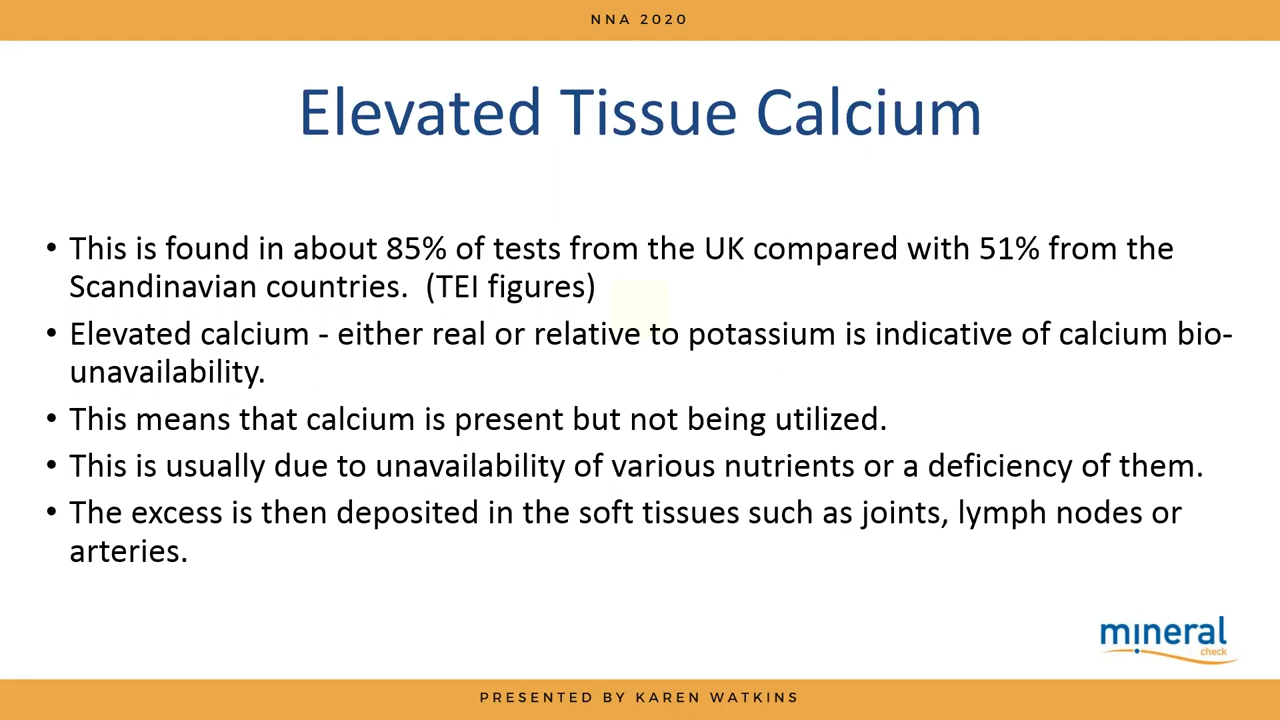 NNA 2020
Elevated Tissue Calcium
• This is found in about 85% of tests from the UK compared with 51% from the
Scandinavian countries.  (TEI figures)
• Elevated calcium - either real or relative to potassium is indicative of calcium bio-
unavailability.
• This means that calcium is present but not being utilized.
• This is usually due to unavailability of various nutrients or a deficiency of them.
• The excess is then deposited in the soft tissues such as joints, lymph nodes or
arteries.
mineral
check
PRESENTED BY KAREN WATKINS